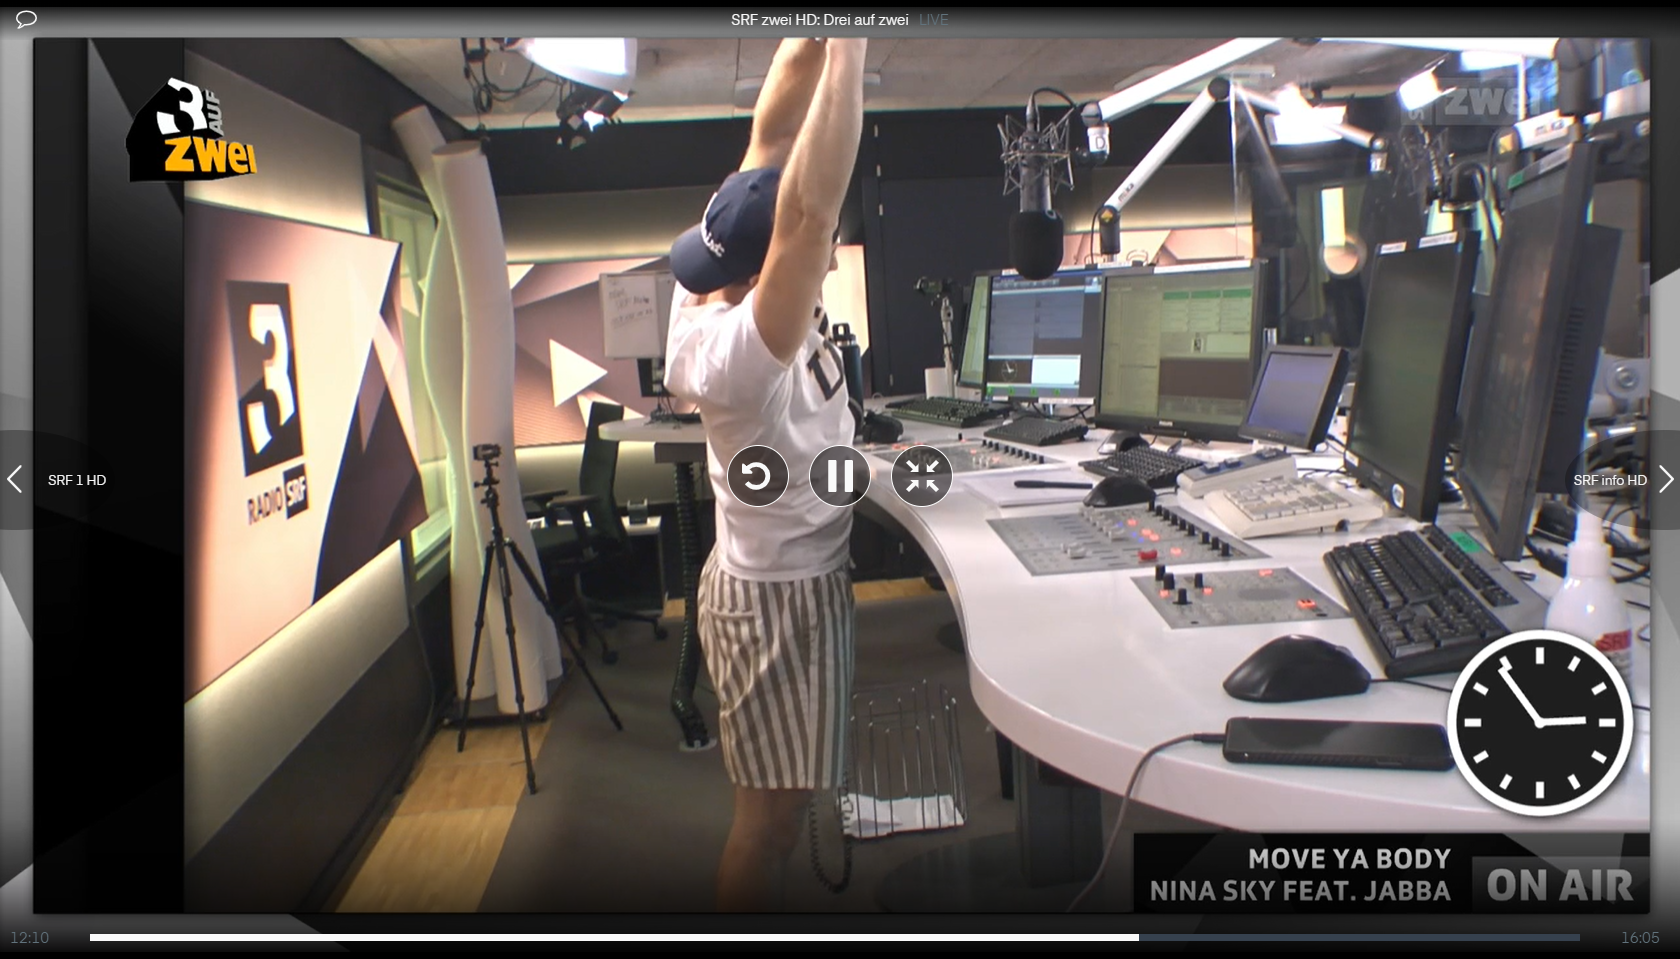 SRF zwei HD: Drei auf zwei LIVE
3 AUF
zwei
zwei
3
RADIO SRF
D
SRF 1 HD
SRF info HD
MOVE YA BODY
NINA SKY FEAT. JABBA
ON AIR
12:10
16:05